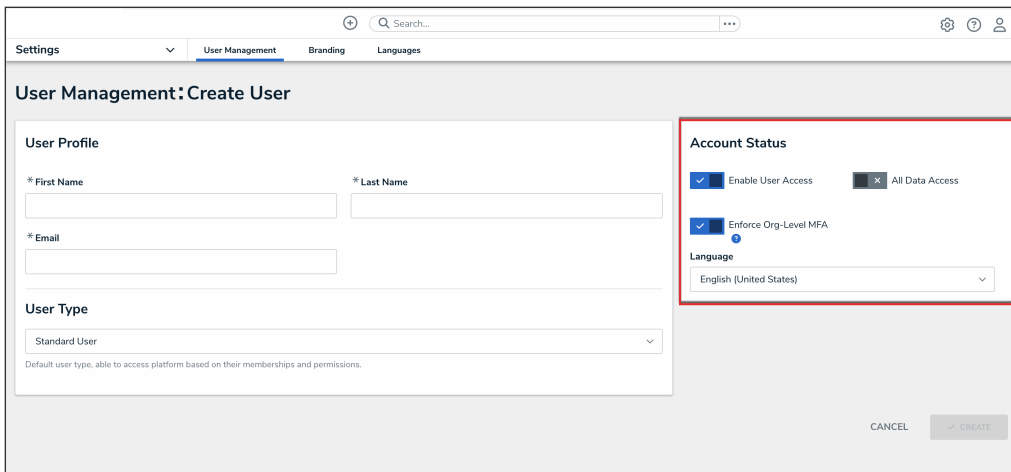 Search...
Settings
User Management
Branding
Languages
User Management: Create User
User Profile
* First Name
* Last Name
* Email
User Type
Standard User
Default user type, able to access platform based on their memberships and permissions.
Account Status
Enable User Access
All Data Access
Enforce Org-Level MFA
?
Language
English (United States)
CANCEL
CREATE